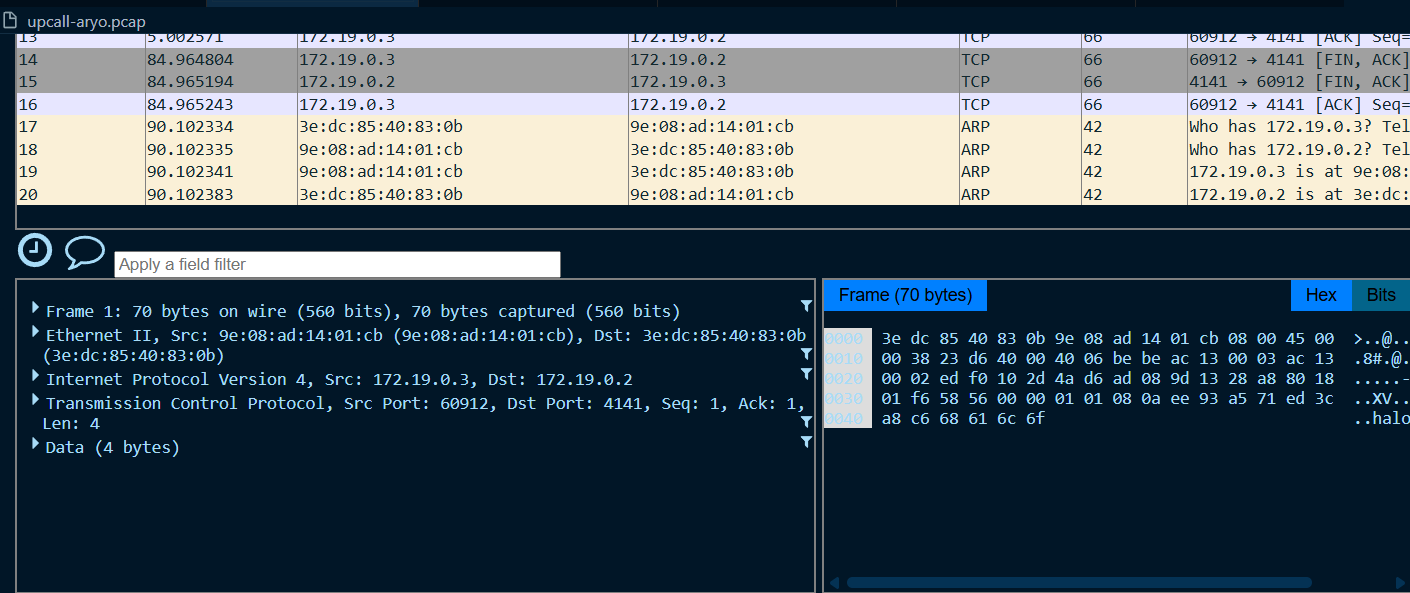 upcall-aryo.pcap
13 5.002571 172.19.0.3 172.19.0.2 TCP 66 60912 → 4141 [ACK] Seq=
14 84.964804 172.19.0.3 172.19.0.2 TCP 66 60912 → 4141 [FIN, ACK]
15 84.965194 172.19.0.2 172.19.0.3 TCP 66 4141 → 60912 [FIN, ACK]
16 84.965243 172.19.0.3 172.19.0.2 TCP 66 60912 → 4141 [ACK] Seq=
17 90.102334 3e:dc:85:40:83:0b 9e:08:ad:14:01:cb ARP 42 Who has 172.19.0.3? Tel
18 90.102335 9e:08:ad:14:01:cb 3e:dc:85:40:83:0b ARP 42 Who has 172.19.0.2? Tel
19 90.102341 9e:08:ad:14:01:cb 3e:dc:85:40:83:0b ARP 42 172.19.0.3 is at 9e:08:
20 90.102383 3e:dc:85:40:83:0b 9e:08:ad:14:01:cb ARP 42 172.19.0.2 is at 3e:dc:
Apply a field filter
Frame 1: 70 bytes on wire (560 bits), 70 bytes captured (560 bits)
Ethernet II, Src: 9e:08:ad:14:01:cb (9e:08:ad:14:01:cb), Dst: 3e:dc:85:40:83:0b
(3e:dc:85:40:83:0b)
Internet Protocol Version 4, Src: 172.19.0.3, Dst: 172.19.0.2
Transmission Control Protocol, Src Port: 60912, Dst Port: 4141, Seq: 1, Ack: 1,
Len: 4
Data (4 bytes)
Frame (70 bytes) Hex Bits
0000 3e dc 85 40 83 0b 9e 08 ad 14 01 cb 08 00 45 00 >..@..
0010 00 38 23 d6 40 00 40 06 be be ac 13 00 03 ac 13 .8#.@.
0020 00 02 ed f0 10 2d 4a d6 ad 08 9d 13 28 a8 80 18 .....-
0030 01 f6 58 56 00 00 01 01 08 0a ee 93 a5 71 ed 3c ..XV..
0040 a8 c6 68 61 6c 6f ..halo